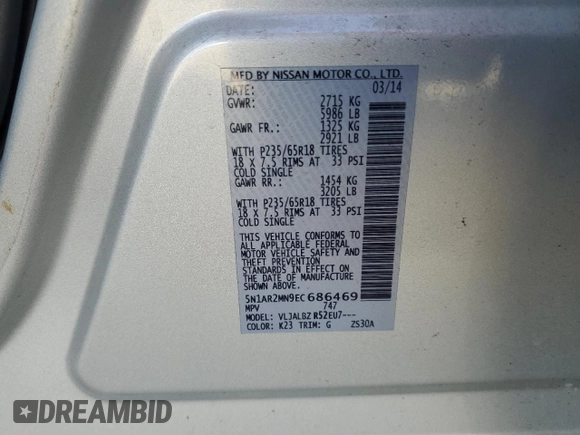 MFD BY NISSAN MOTOR CO., LTD.
DATE: 03/14
GVWR: 2715 KG
5986 LB
GAWR FR.: 1325 KG
2921 LB
WITH P235/65R18 TIRES
18 X 7.5 RIMS AT 33 PSI
COLD SINGLE
GAWR RR.: 1454 KG
3205 LB
WITH P235/65R18 TIRES
18 X 7.5 RIMS AT 33 PSI
COLD SINGLE
THIS VEHICLE CONFORMS TO
ALL APPLICABLE FEDERAL
MOTOR VEHICLE SAFETY AND
THEFT PREVENTION
STANDARDS IN EFFECT ON
THE DATE OF MANUFACTURE
SHOWN ABOVE.
5N1AR2MN9EC686469
MPV 747
MODEL: VLJALBZ R52EU7---
COLOR: K23 TRIM: G ZS30A
DREAMBID